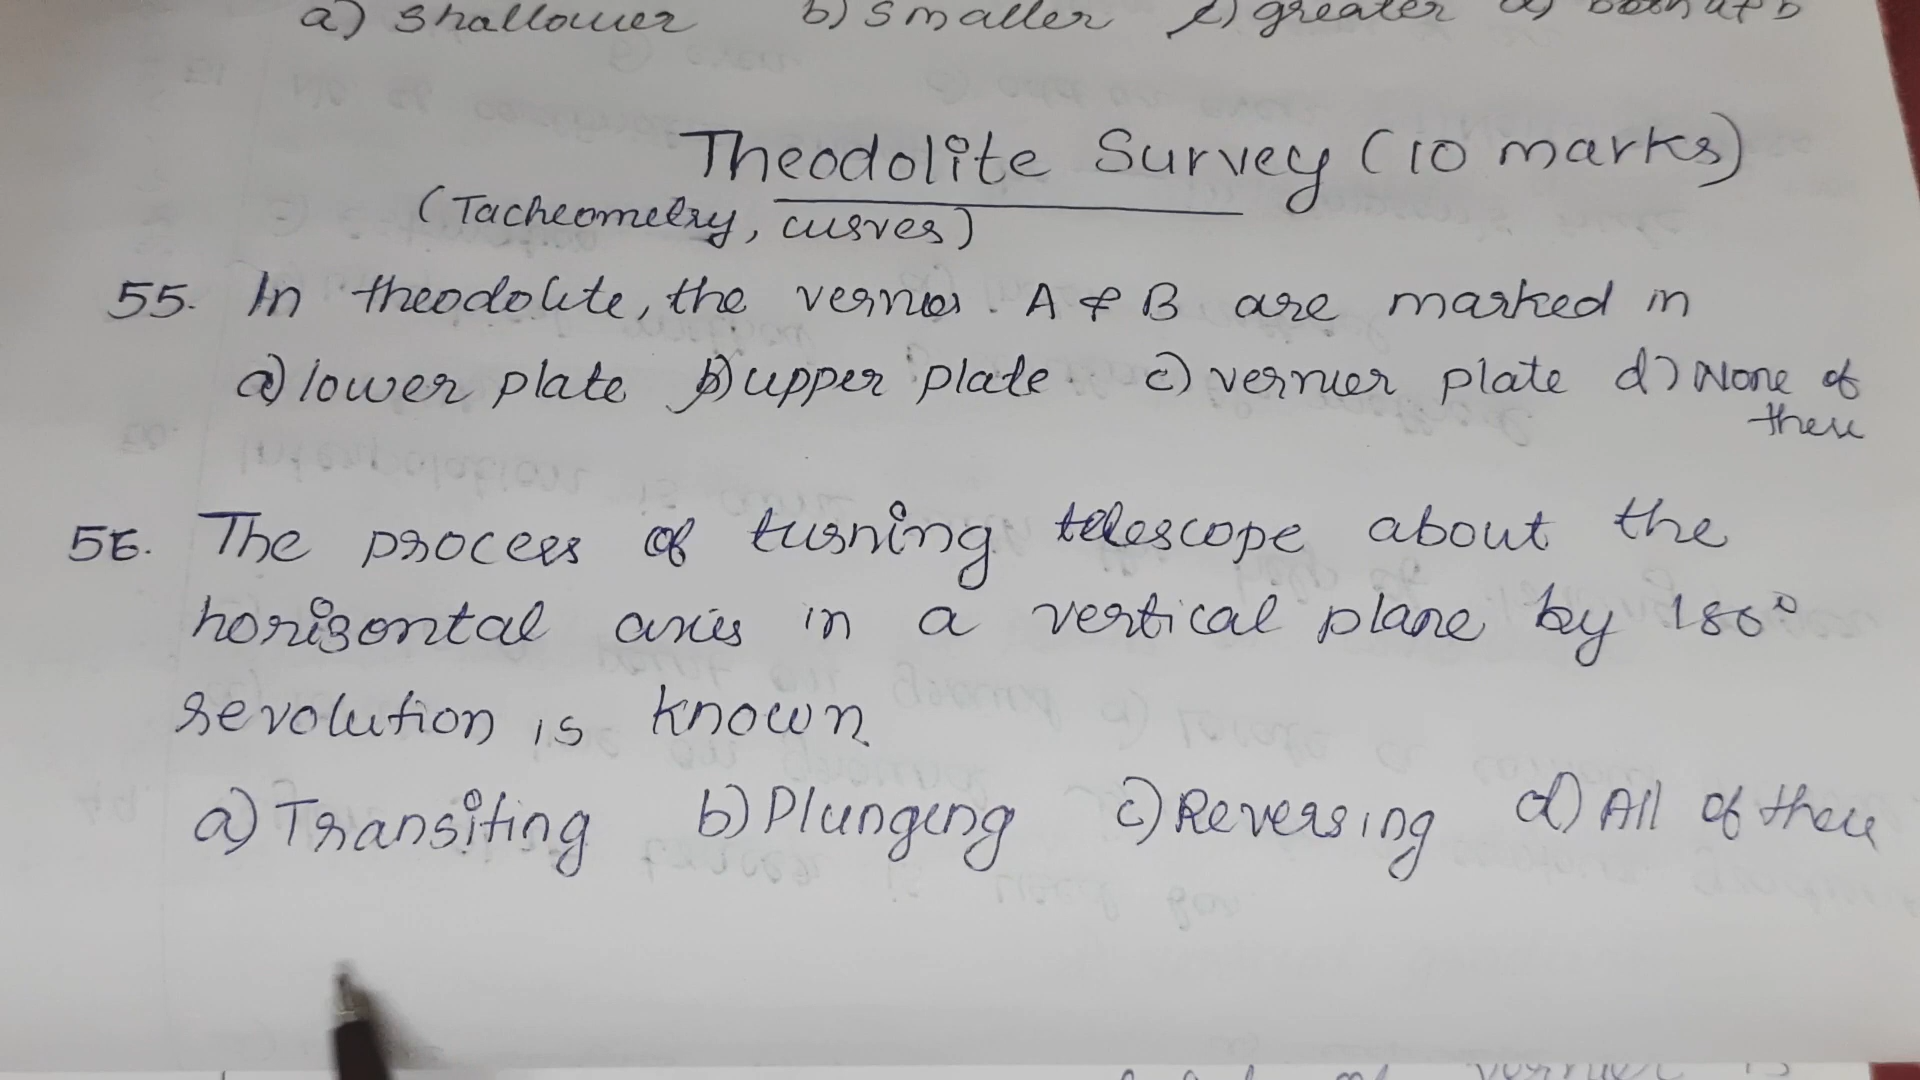 a) shallower b) smaller c) greater d) both a & b
Theodolite Survey (10 marks)
(Tacheometry, curves)
55. In theodolite, the vernier A & B are marked in
a) lower plate b) upper plate c) vernier plate d) None of
these
56. The process of turning telescope about the
horizontal axis in a vertical plane by 180°
revolution is known
a) Transiting b) Plunging c) Reversing d) All of these